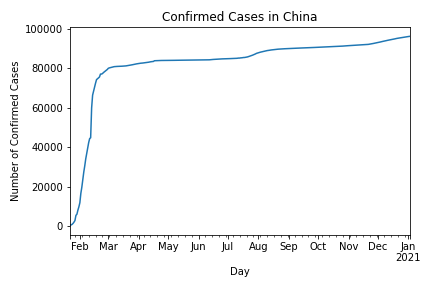 Confirmed Cases in China
Number of Confirmed Cases
100000
80000
60000
40000
20000
0
Feb Mar Apr May Jun Jul Aug Sep Oct Nov Dec Jan
2021
Day